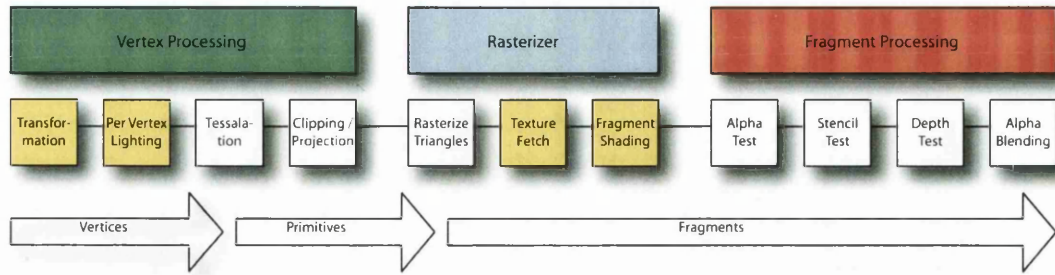 Vertex Processing
Rasterizer
Fragment Processing
Transfor-
mation
Per Vertex
Lighting
Tessala-
tion
Clipping /
Projection
Rasterize
Triangles
Texture
Fetch
Fragment
Shading
Alpha
Test
Stencil
Test
Depth
Test
Alpha
Blending
Vertices
Primitives
Fragments